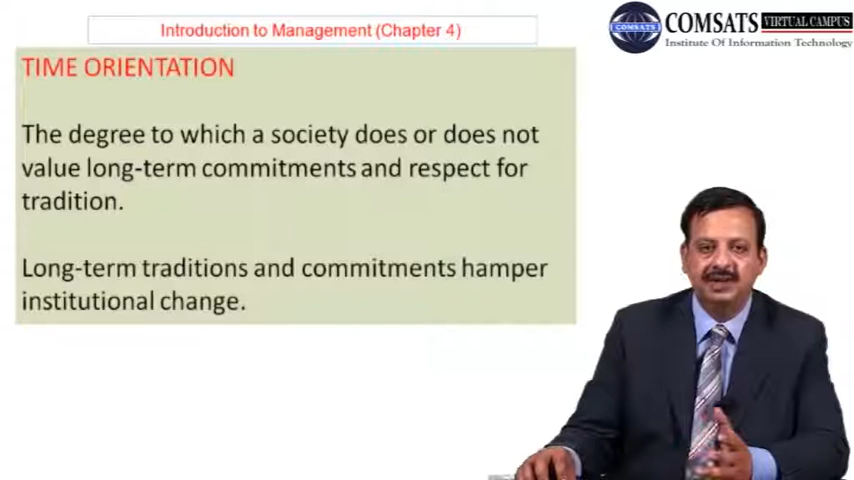 Introduction to Management (Chapter 4)
COMSATS VIRTUAL CAMPUS
Institute Of Information Technology
COMSATS
TIME ORIENTATION
The degree to which a society does or does not
value long-term commitments and respect for
tradition.
Long-term traditions and commitments hamper
institutional change.